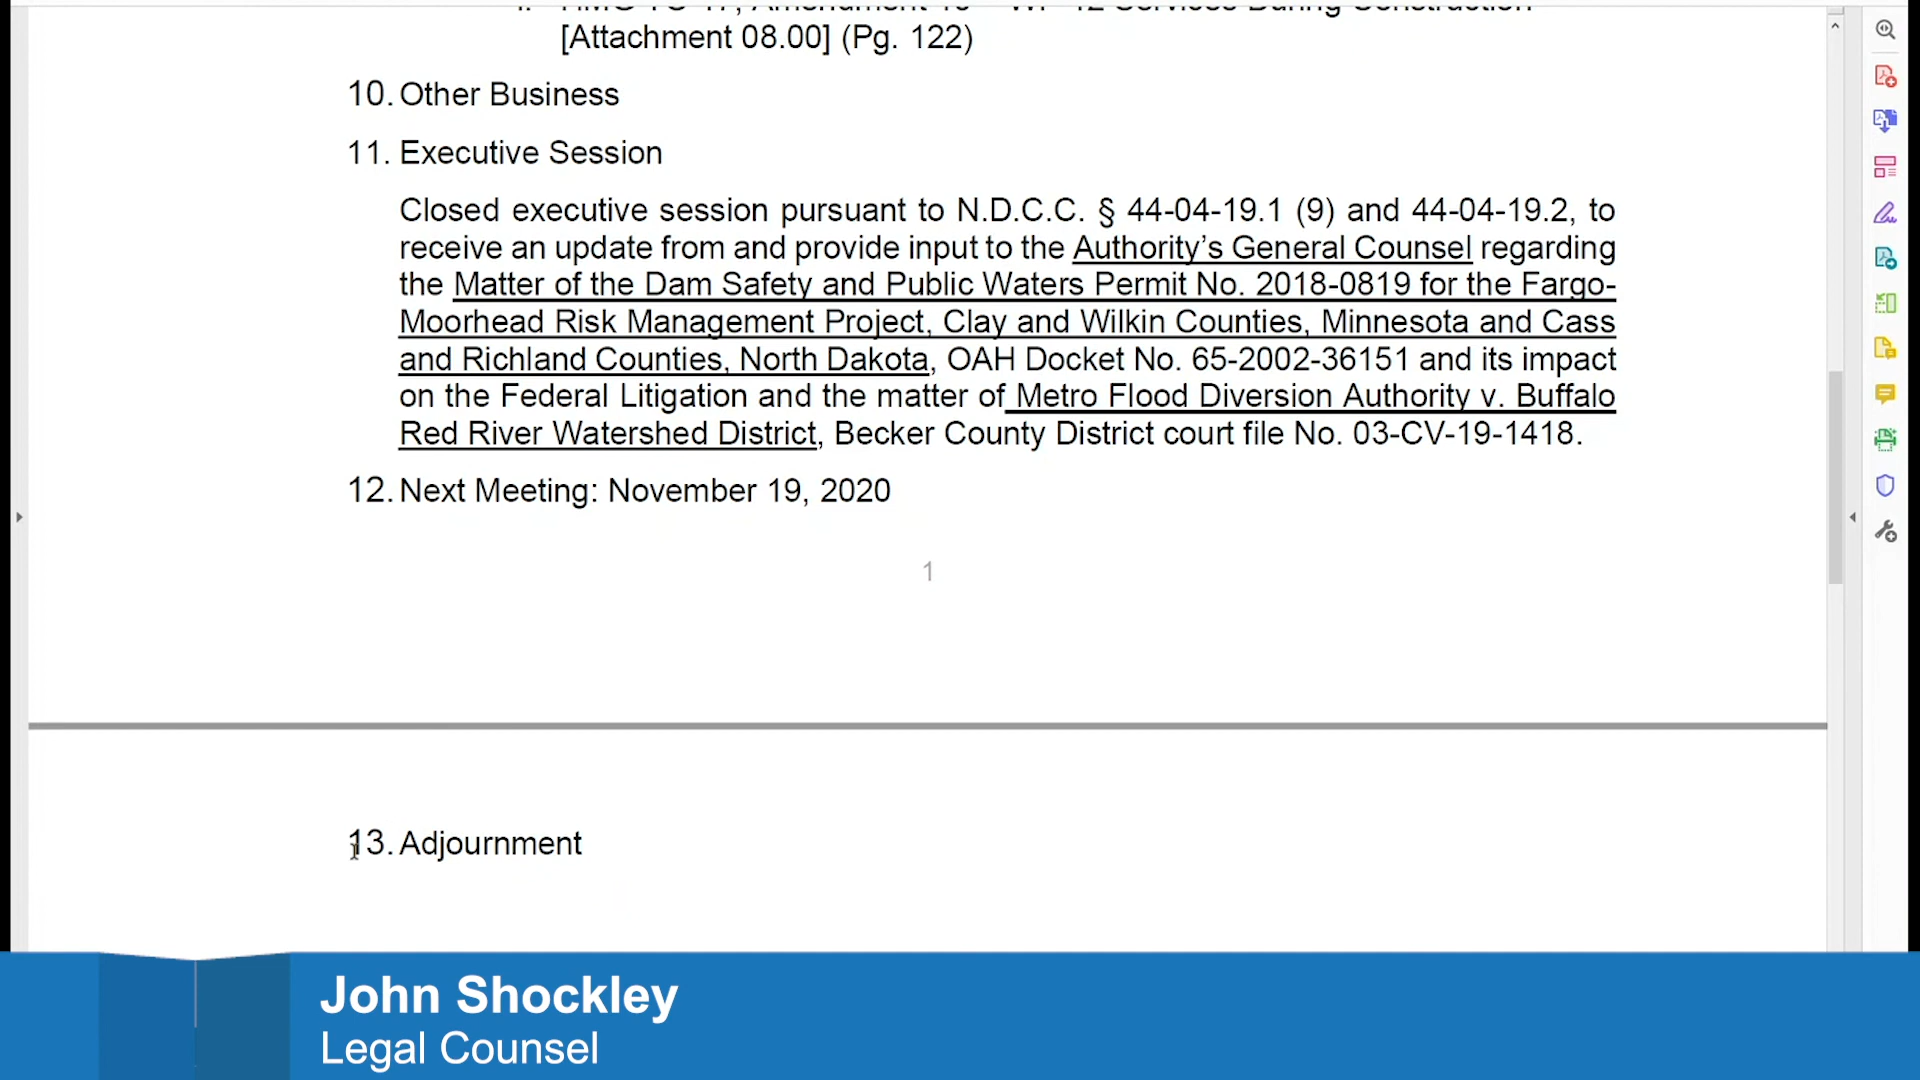 [Attachment 08.00] (Pg. 122)
10. Other Business
11. Executive Session
Closed executive session pursuant to N.D.C.C. § 44-04-19.1 (9) and 44-04-19.2, to
receive an update from and provide input to the Authority's General Counsel regarding
the Matter of the Dam Safety and Public Waters Permit No. 2018-0819 for the Fargo-
Moorhead Risk Management Project, Clay and Wilkin Counties, Minnesota and Cass
and Richland Counties, North Dakota, OAH Docket No. 65-2002-36151 and its impact
on the Federal Litigation and the matter of Metro Flood Diversion Authority v. Buffalo
Red River Watershed District, Becker County District court file No. 03-CV-19-1418.
12. Next Meeting: November 19, 2020
1
13. Adjournment
John Shockley
Legal Counsel